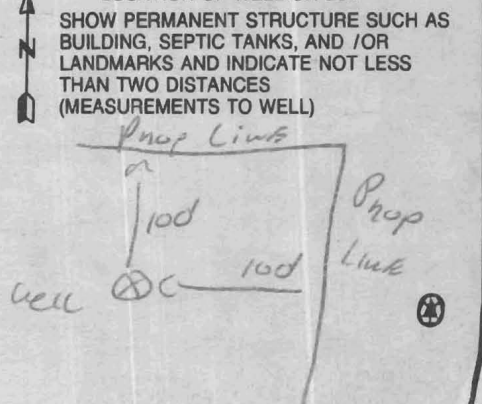 N
SHOW PERMANENT STRUCTURE SUCH AS
BUILDING, SEPTIC TANKS, AND /OR
LANDMARKS AND INDICATE NOT LESS
THAN TWO DISTANCES
(MEASUREMENTS TO WELL)
Prop Line
100'
Prop
Line
100'
Well